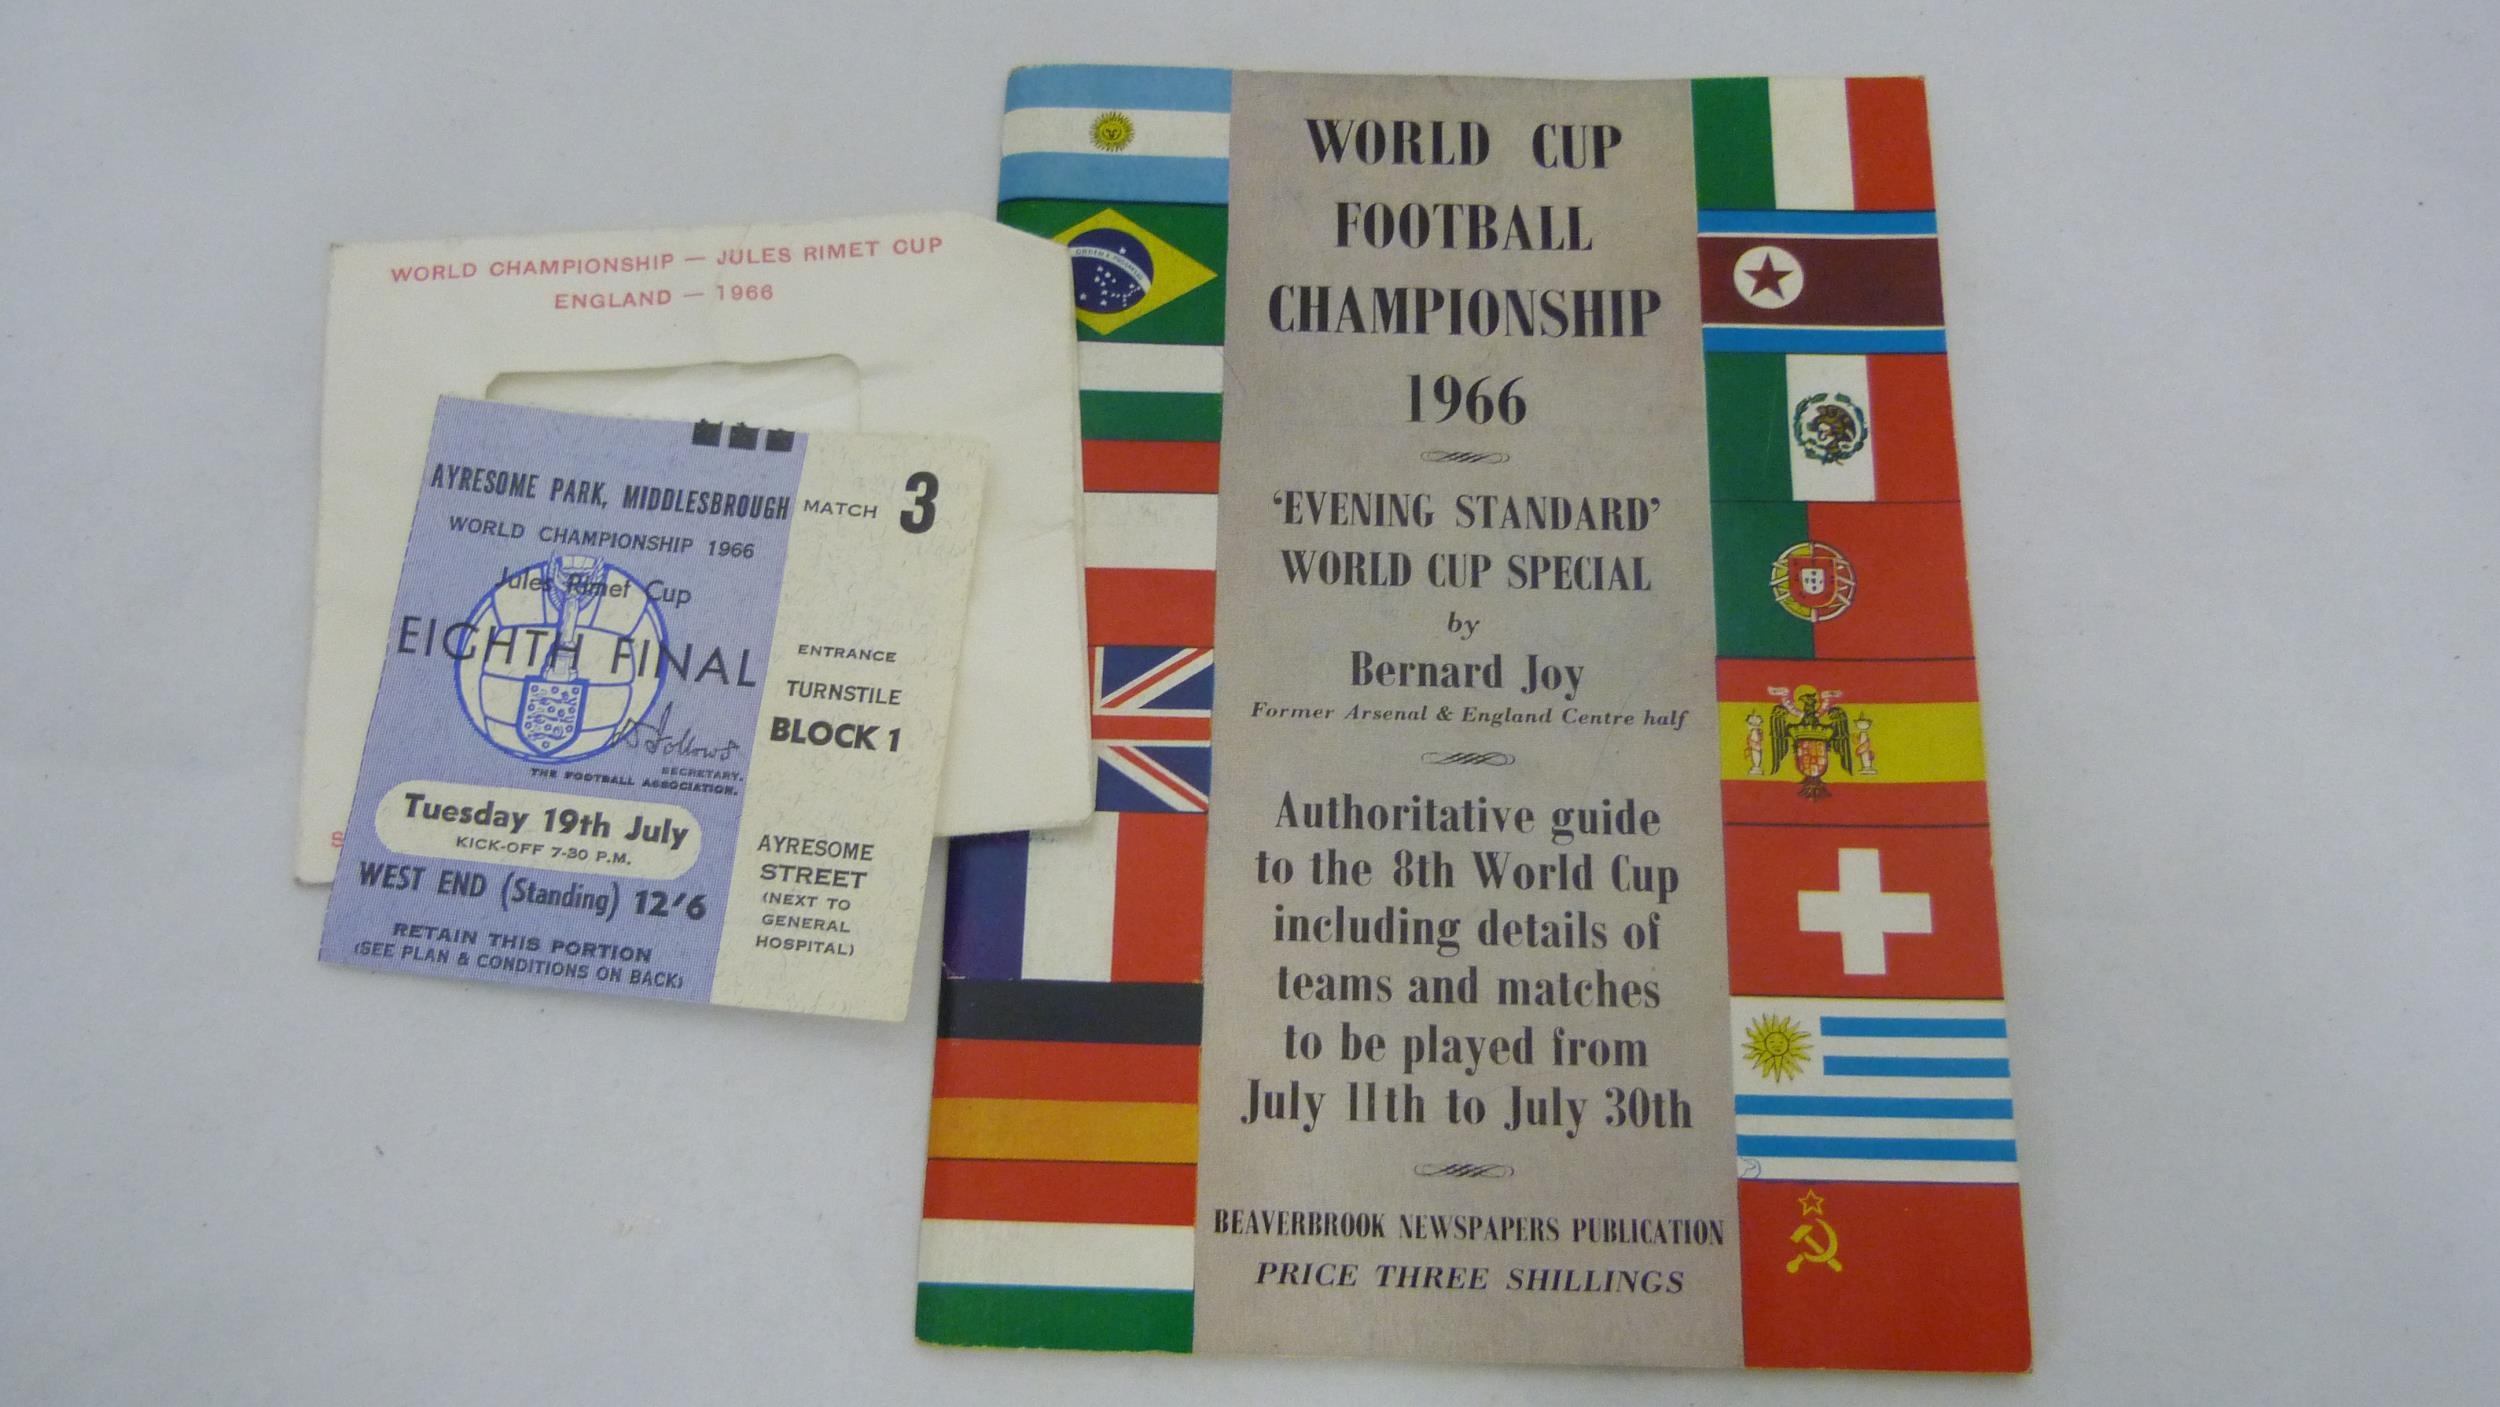 WORLD CHAMPIONSHIP — JULES RIMET CUP
ENGLAND — 1966
AYRESOME PARK, MIDDLESBROUGH
WORLD CHAMPIONSHIP 1966
Jules Rimet Cup
EIGHTH FINAL
SECRETARY.
THE FOOTBALL ASSOCIATION.
Tuesday 19th July
KICK-OFF 7-30 P.M.
WEST END (Standing) 12'6
RETAIN THIS PORTION
(SEE PLAN & CONDITIONS ON BACK)
MATCH 3
ENTRANCE
TURNSTILE
BLOCK 1
AYRESOME
STREET
(NEXT TO
GENERAL
HOSPITAL)
WORLD CUP
FOOTBALL
CHAMPIONSHIP
1966
'EVENING STANDARD'
WORLD CUP SPECIAL
by
Bernard Joy
Former Arsenal & England Centre half
Authoritative guide
to the 8th World Cup
including details of
teams and matches
to be played from
July 11th to July 30th
BEAVERBROOK NEWSPAPERS PUBLICATION
PRICE THREE SHILLINGS